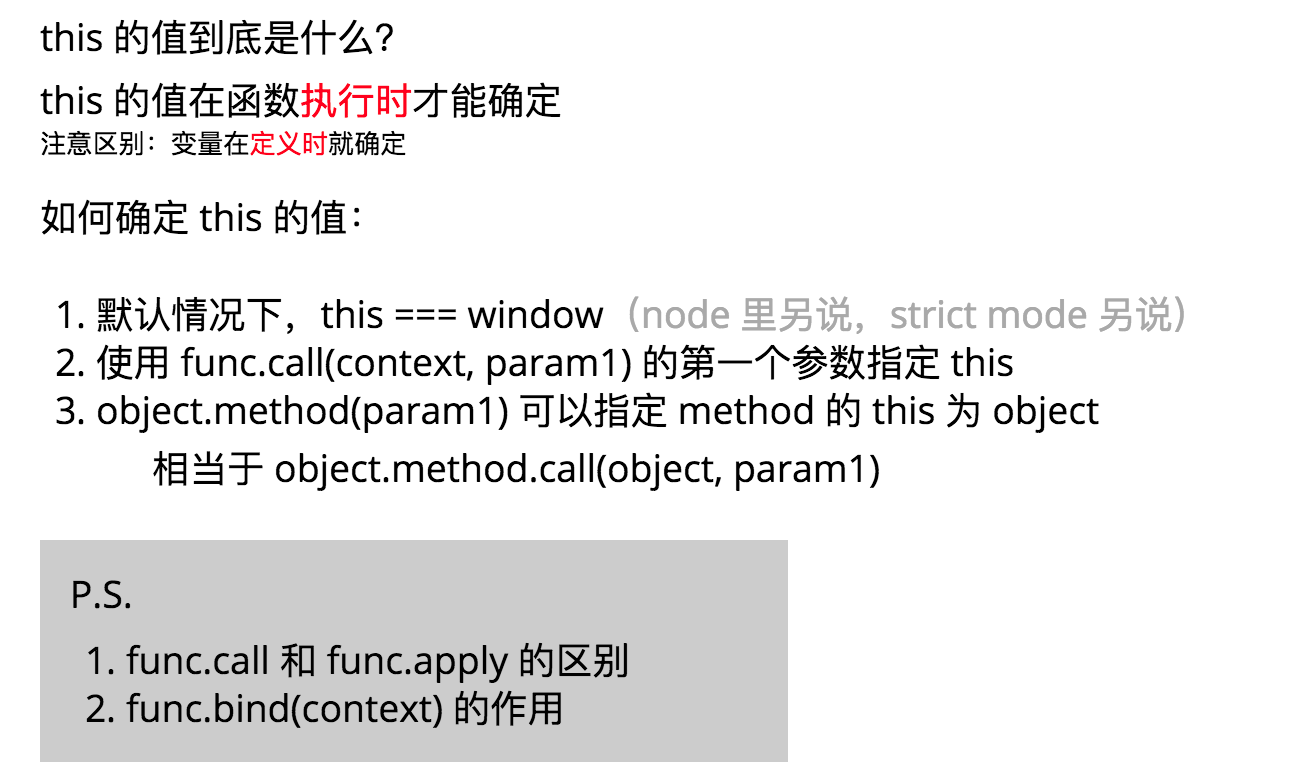 this 的值到底是什么?
this 的值在函数执行时才能确定
注意区别：变量在定义时就确定
如何确定 this 的值：
1. 默认情况下，this === window（node 里另说，strict mode 另说）
2. 使用 func.call(context, param1) 的第一个参数指定 this
3. object.method(param1) 可以指定 method 的 this 为 object
相当于 object.method.call(object, param1)
P.S.
1. func.call 和 func.apply 的区别
2. func.bind(context) 的作用